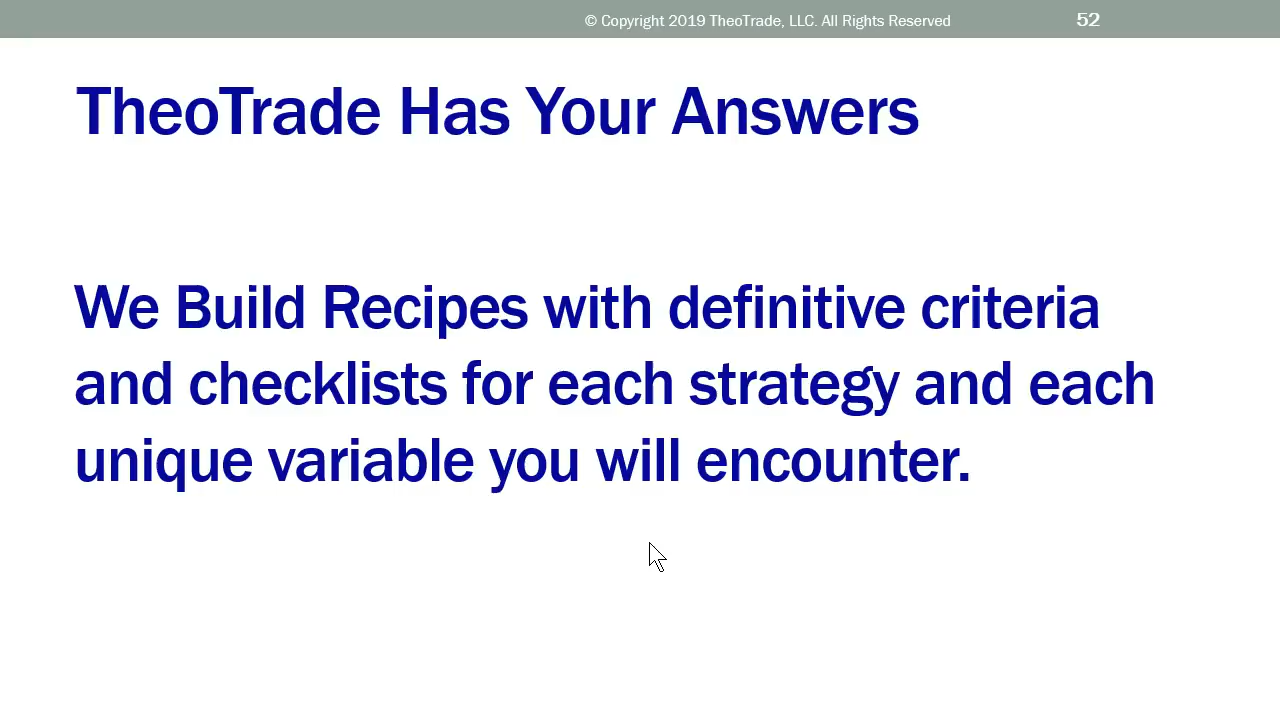 © Copyright 2019 TheoTrade, LLC. All Rights Reserved
52
TheoTrade Has Your Answers
We Build Recipes with definitive criteria
and checklists for each strategy and each
unique variable you will encounter.